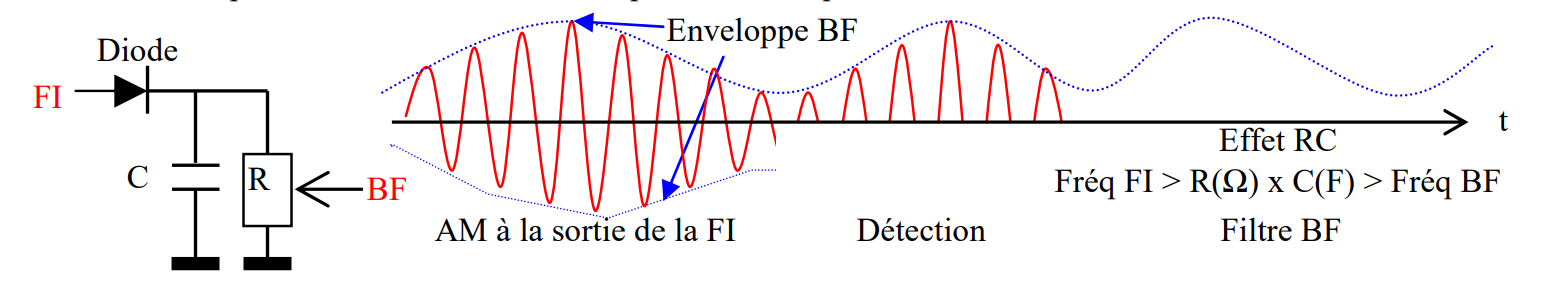 Diode
FI
C
R
BF
Enveloppe BF
t
AM à la sortie de la FI
Détection
Effet RC
Fréq FI > R(Ω) x C(F) > Fréq BF
Filtre BF